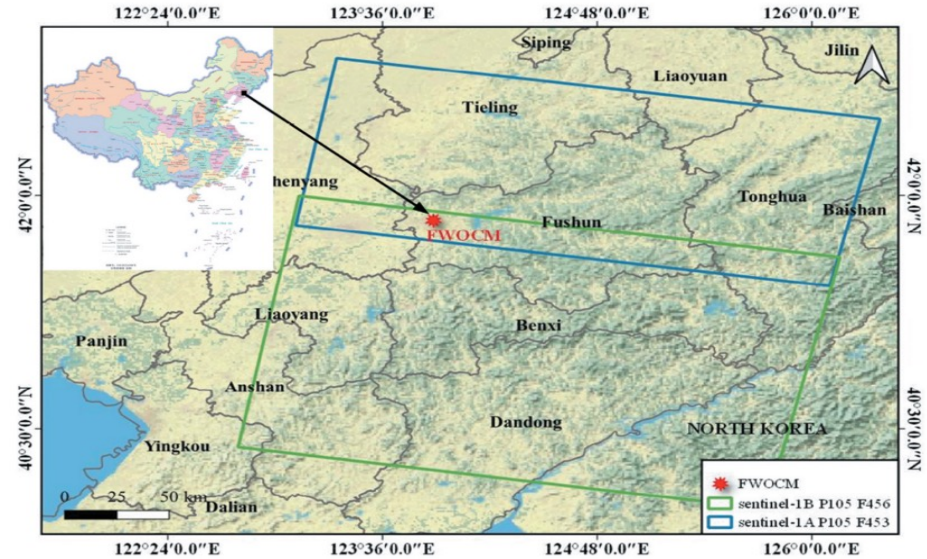 122°24'0.0"E 123°36'0.0"E 124°48'0.0"E 126°0'0.0"E
Siping
Jilin
Liaoyuan
Tieling
42°0'0.0"N
henyang
Tonghua
42°0'0.0"N
Baishan
Fushun
FWOCM
Liaoyang
Benxi
Panjin
Anshan
Dandong
40°30'0.0"N
Yingkou
NORTH KOREA
40°30'0.0"N
FWOCM
0 25 50 km
sentinel-1B P105 F456
Dalian
sentinel-1A P105 F453
122°24'0.0"E 123°36'0.0"E 124°48'0.0"E 126°0'0.0"E